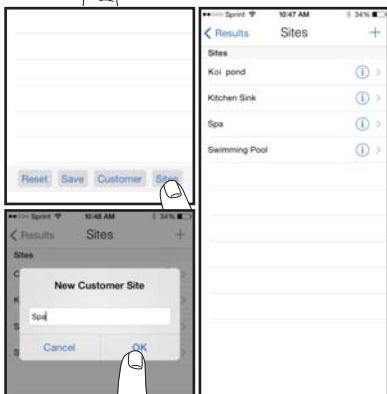 Reset Save Customer Sites
Sprint 10:48 AM 34%
Results Sites +
Sites
C
K
S
S
New Customer Site
Spa
Cancel OK
Sprint 10:47 AM 34%
Results Sites +
Sites
Koi pond
Kitchen Sink
Spa
Swimming Pool